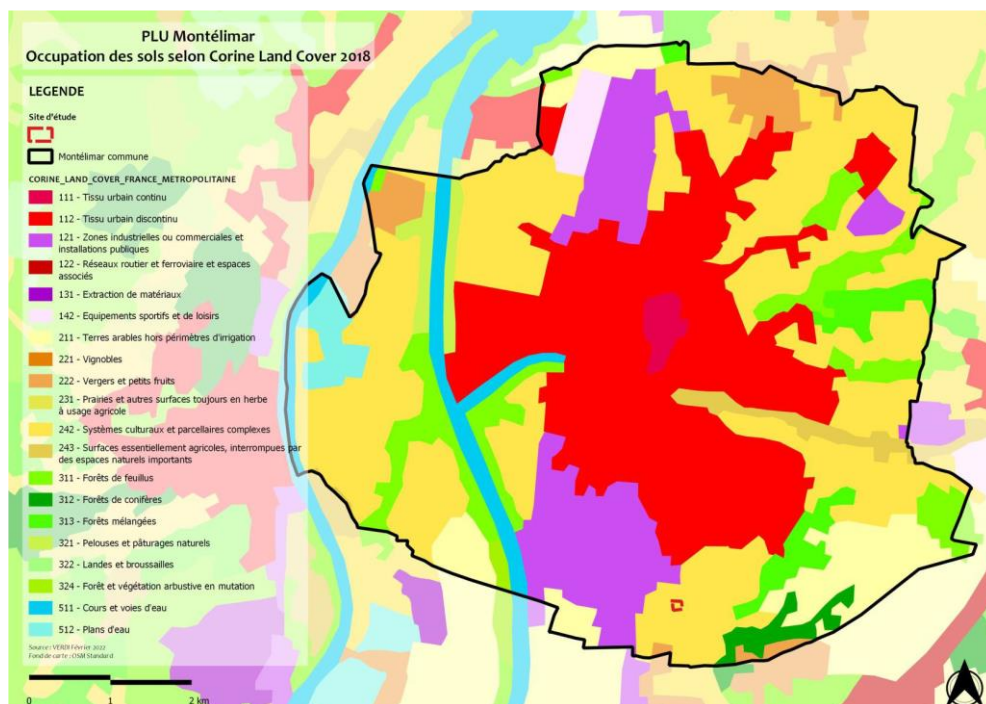 PLU Montélimar
Occupation des sols selon Corine Land Cover 2018
LEGENDE
Site d'étude
Montélimar commune
CORINE_LAND_COVER_FRANCE_METROPOLITAINE
111 - Tissu urbain continu
112 - Tissu urbain discontinu
121 - Zones industrielles ou commerciales et
installations publiques
122 - Réseaux routier et ferroviaire et espaces
associés
131 - Extraction de matériaux
142 - Equipements sportifs et de loisirs
211 - Terres arables hors périmètres d'irrigation
221 - Vignobles
222 - Vergers et petits fruits
231 - Prairies et autres surfaces toujours en herbe
à usage agricole
242 - Systèmes culturaux et parcellaires complexes
243 - Surfaces essentiellement agricoles, interrompues par
des espaces naturels importants
311 - Forêts de feuillus
312 - Forêts de conifères
313 - Forêts mélangées
321 - Pelouses et pâturages naturels
322 - Landes et broussailles
324 - Forêt et végétation arbustive en mutation
511 - Cours et voies d'eau
512 - Plans d'eau
Source : VERDI Février 2022
Fond de carte : OSM Standard
0 1 2 km